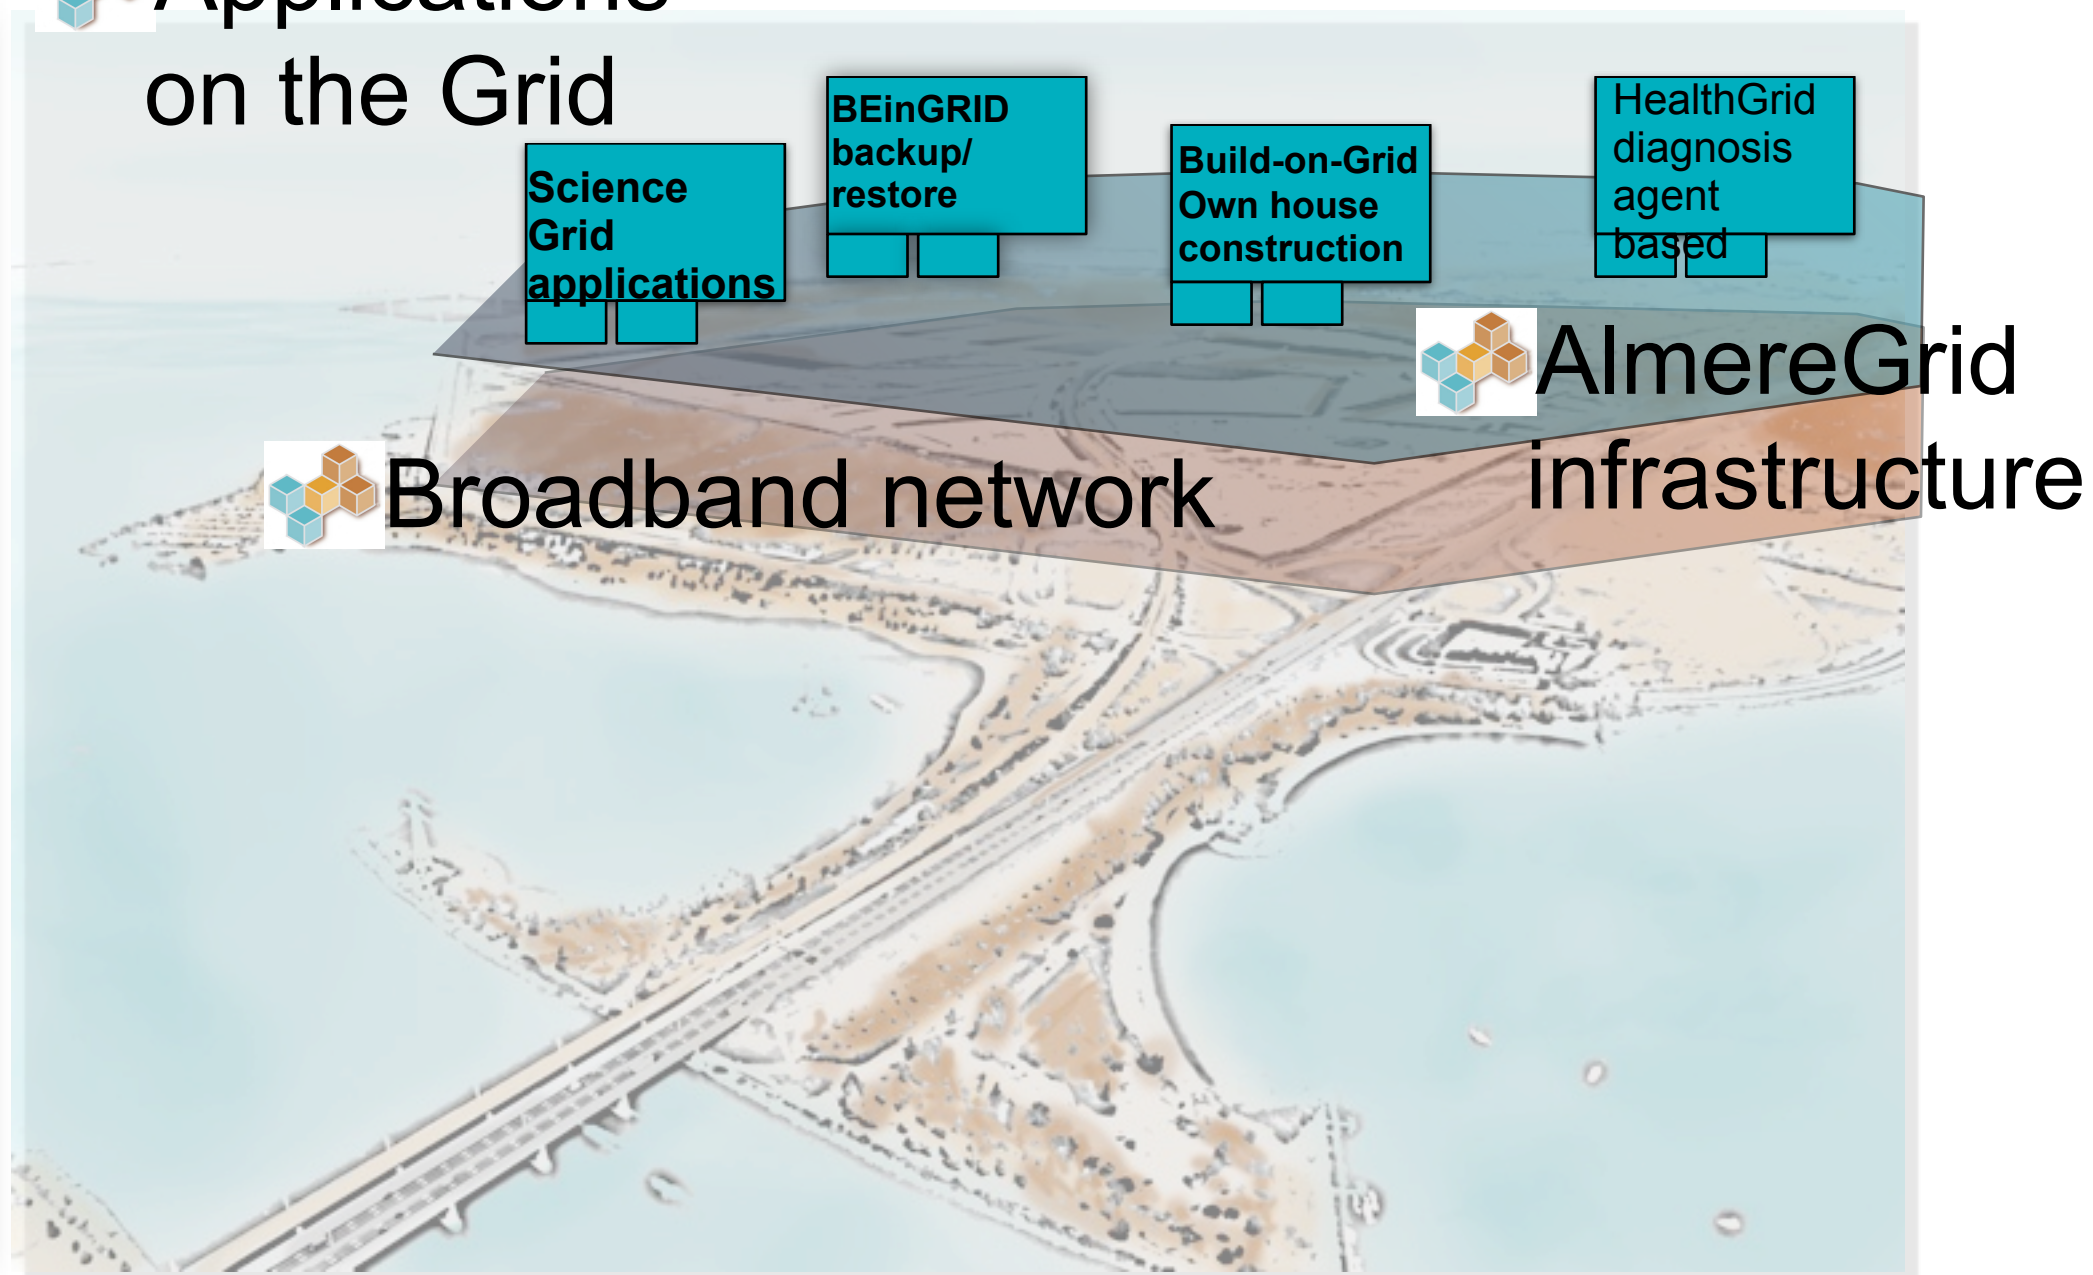 Applications
on the Grid
BEinGRID
backup/
restore
HealthGrid
diagnosis
agent
based
Science
Grid
applications
Build-on-Grid
Own house
construction
AlmereGrid
infrastructure
Broadband network